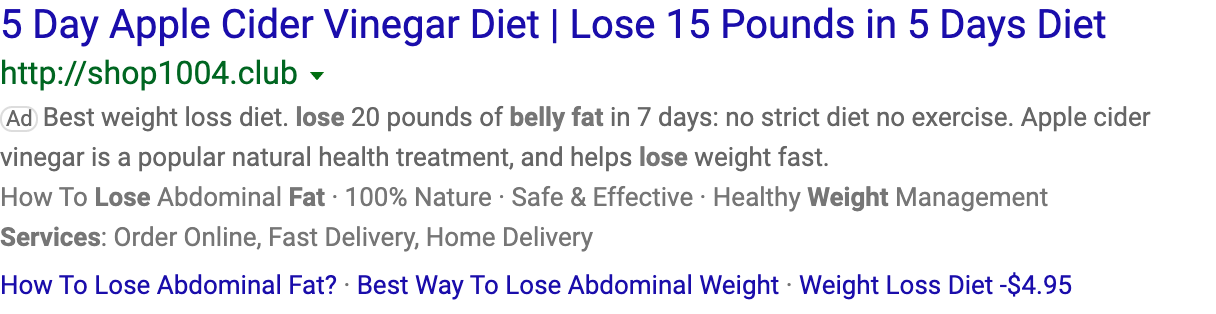 5 Day Apple Cider Vinegar Diet | Lose 15 Pounds in 5 Days Diet
http://shop1004.club
Ad Best weight loss diet. lose 20 pounds of belly fat in 7 days: no strict diet no exercise. Apple cider
vinegar is a popular natural health treatment, and helps lose weight fast.
How To Lose Abdominal Fat · 100% Nature · Safe & Effective · Healthy Weight Management
Services: Order Online, Fast Delivery, Home Delivery
How To Lose Abdominal Fat? · Best Way To Lose Abdominal Weight · Weight Loss Diet -$4.95